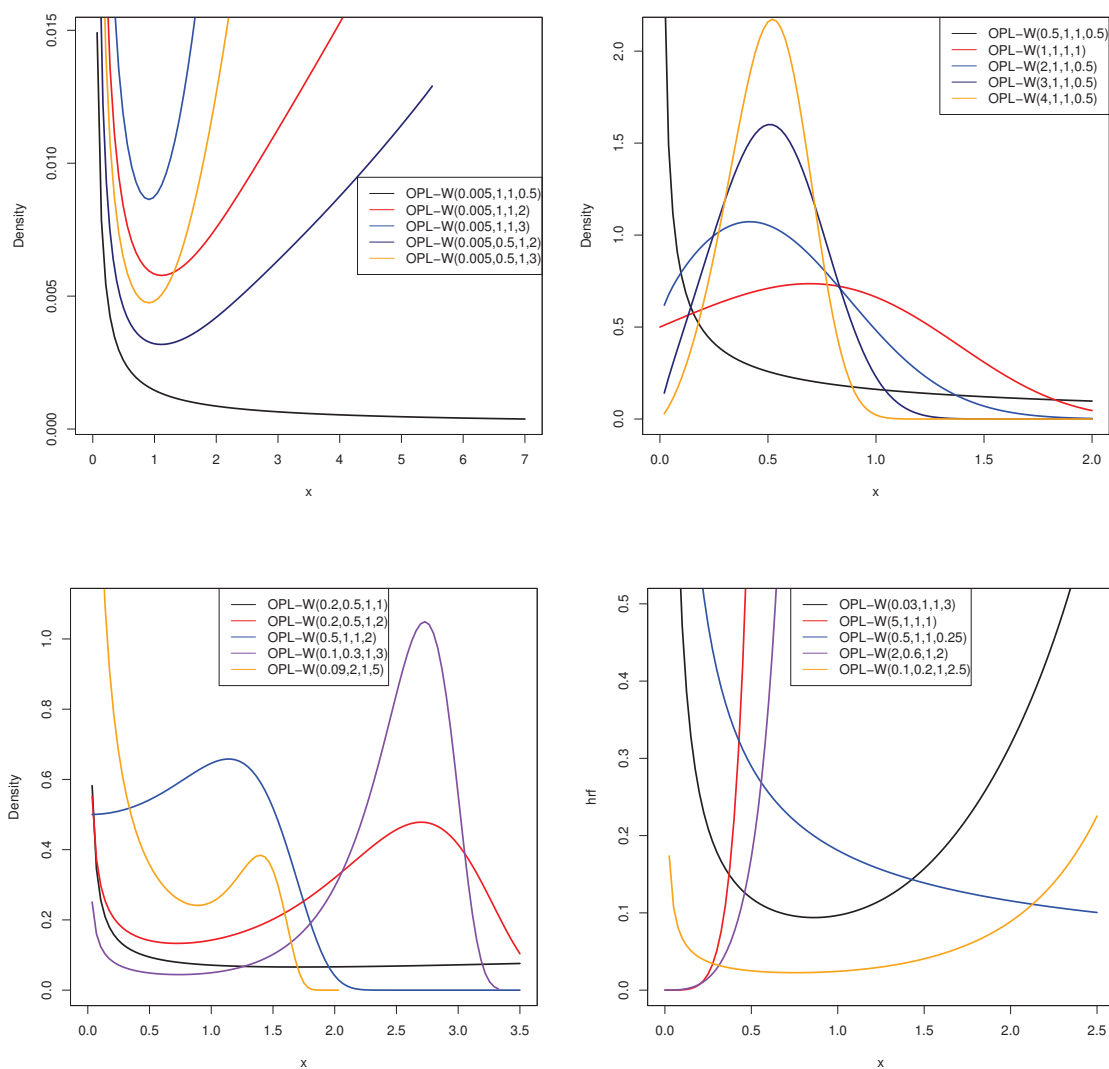 0.015
0.010
0.005
0.000
Density
OPL−W(0.005,1,1,0.5)
OPL−W(0.005,1,1,2)
OPL−W(0.005,1,1,3)
OPL−W(0.005,0.5,1,2)
OPL−W(0.005,0.5,1,3)
0 1 2 3 4 5 6 7
x
2.0
1.5
1.0
0.5
0.0
Density
OPL−W(0.5,1,1,0.5)
OPL−W(1,1,1,1)
OPL−W(2,1,1,0.5)
OPL−W(3,1,1,0.5)
OPL−W(4,1,1,0.5)
0.0 0.5 1.0 1.5 2.0
x
1.0
0.8
0.6
0.4
0.2
0.0
Density
OPL−W(0.2,0.5,1,1)
OPL−W(0.2,0.5,1,2)
OPL−W(0.5,1,1,2)
OPL−W(0.1,0.3,1,3)
OPL−W(0.09,2,1,5)
0.0 0.5 1.0 1.5 2.0 2.5 3.0 3.5
x
0.5
0.4
0.3
0.2
0.1
0.0
hrf
OPL−W(0.03,1,1,3)
OPL−W(5,1,1,1)
OPL−W(0.5,1,1,0.25)
OPL−W(2,0.6,1,2)
OPL−W(0.1,0.2,1,2.5)
0.0 0.5 1.0 1.5 2.0 2.5
x